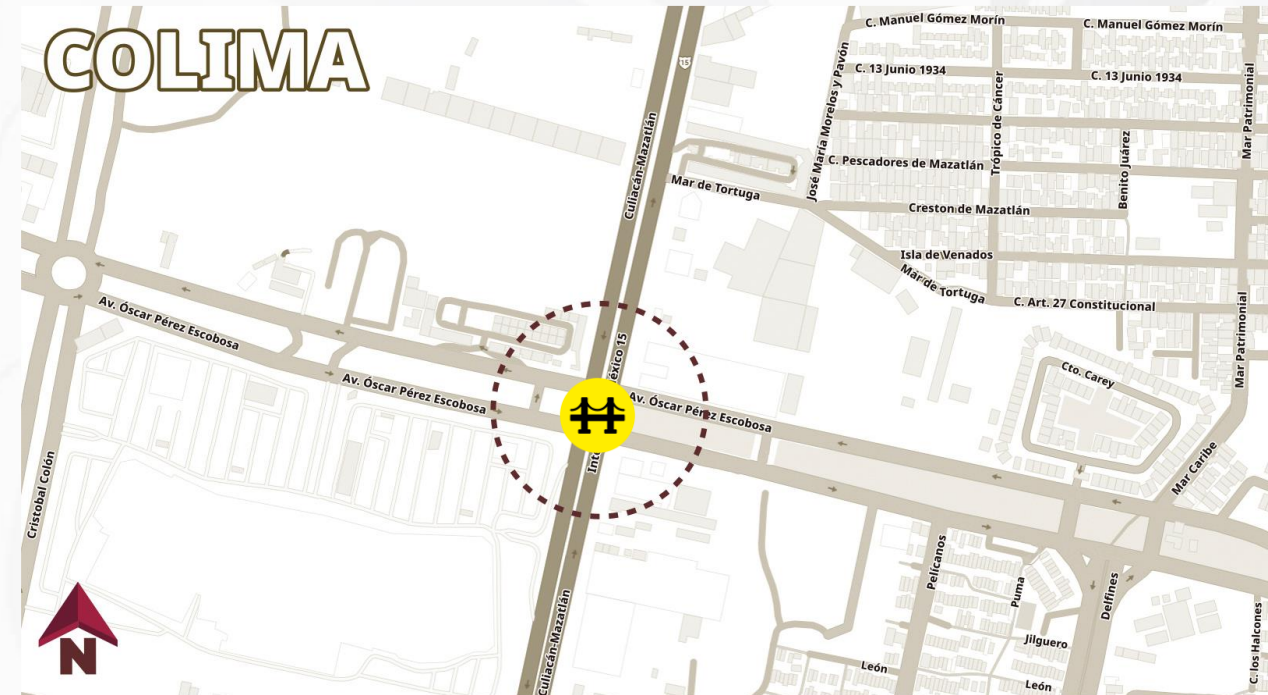 COLIMA
C. Manuel Gómez Morín
C. Manuel Gómez Morín
15
C. 13 Junio 1934
C. 13 Junio 1934
José María Morelos y Pavón
Trópico de Cáncer
Mar Patrimonial
Culiacán-Mazatlán
Benito Juárez
C. Pescadores de Mazatlán
Mar de Tortuga
Creston de Mazatlán
Isla de Venados
Mar de Tortuga
C. Art. 27 Constitucional
Mar Patrimonial
Av. Óscar Pérez Escobosa
éxico 15
Cto. Carey
Av. Óscar Pérez Escobosa
Av. Óscar Pérez Escobosa
Int
Mar Caribe
Cristobal Colón
Pelícanos
Puma
Delfines
Culiacán-Mazatlán
Jilguero
C. los Halcones
León
León
N